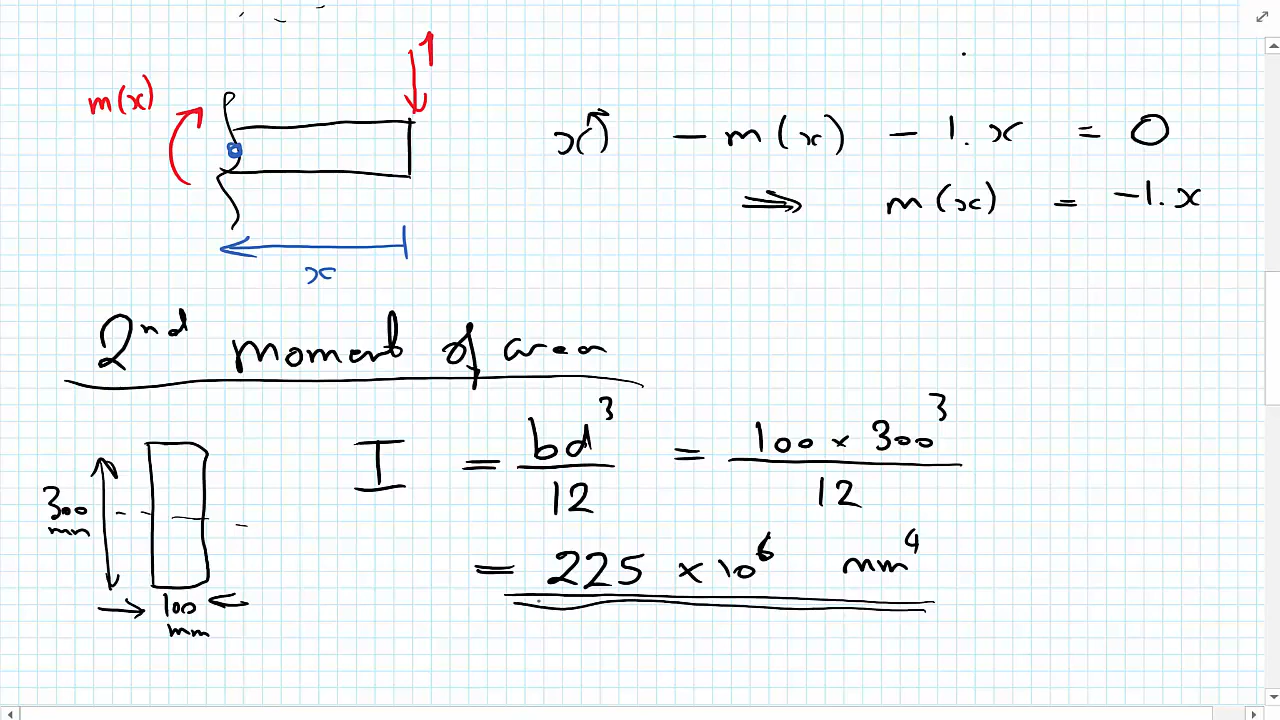 1
m(x)
x⤴ - m(x) - 1.x = 0
⇒ m(x) = -1.x
x
2nd moment of area
I = bd³/12 = 100 × 300³/12
300 mm
= 225 × 10⁶ mm⁴
100 mm